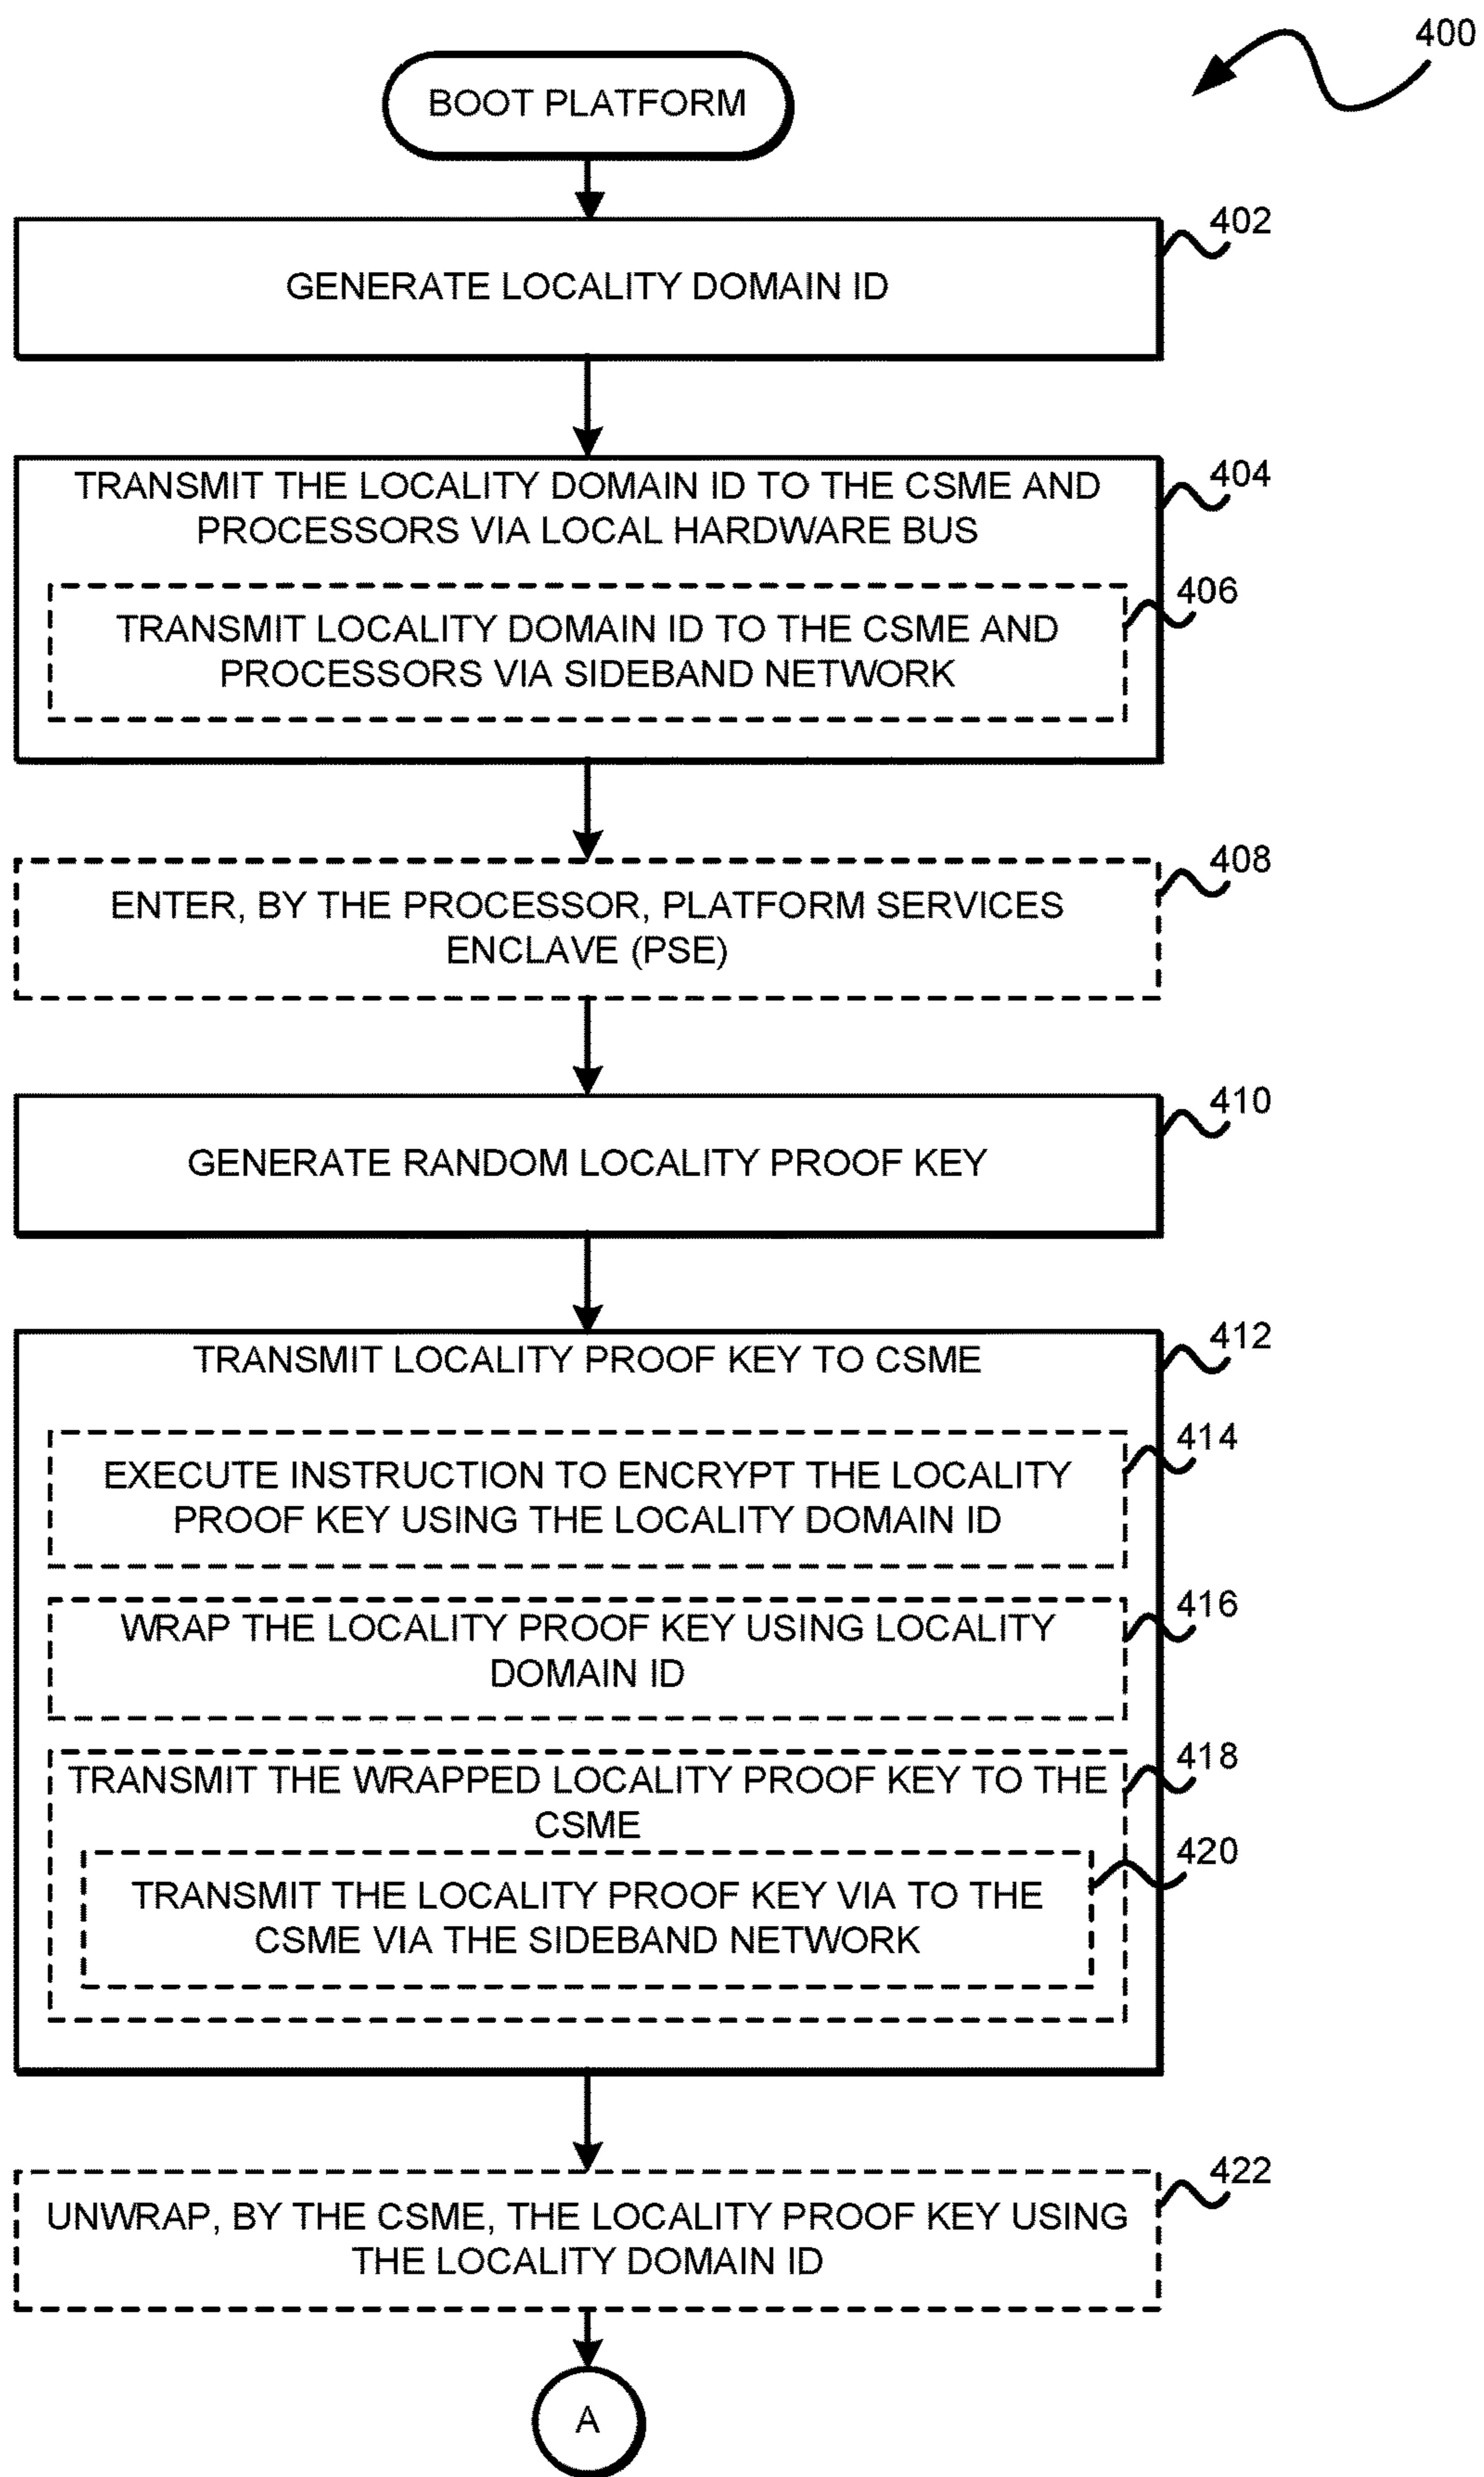 400
BOOT PLATFORM
402
GENERATE LOCALITY DOMAIN ID
404
TRANSMIT THE LOCALITY DOMAIN ID TO THE CSME AND
PROCESSORS VIA LOCAL HARDWARE BUS
406
TRANSMIT LOCALITY DOMAIN ID TO THE CSME AND
PROCESSORS VIA SIDEBAND NETWORK
408
ENTER, BY THE PROCESSOR, PLATFORM SERVICES
ENCLAVE (PSE)
410
GENERATE RANDOM LOCALITY PROOF KEY
412
TRANSMIT LOCALITY PROOF KEY TO CSME
414
EXECUTE INSTRUCTION TO ENCRYPT THE LOCALITY
PROOF KEY USING THE LOCALITY DOMAIN ID
416
WRAP THE LOCALITY PROOF KEY USING LOCALITY
DOMAIN ID
418
TRANSMIT THE WRAPPED LOCALITY PROOF KEY TO THE
CSME
420
TRANSMIT THE LOCALITY PROOF KEY VIA TO THE
CSME VIA THE SIDEBAND NETWORK
422
UNWRAP, BY THE CSME, THE LOCALITY PROOF KEY USING
THE LOCALITY DOMAIN ID
A